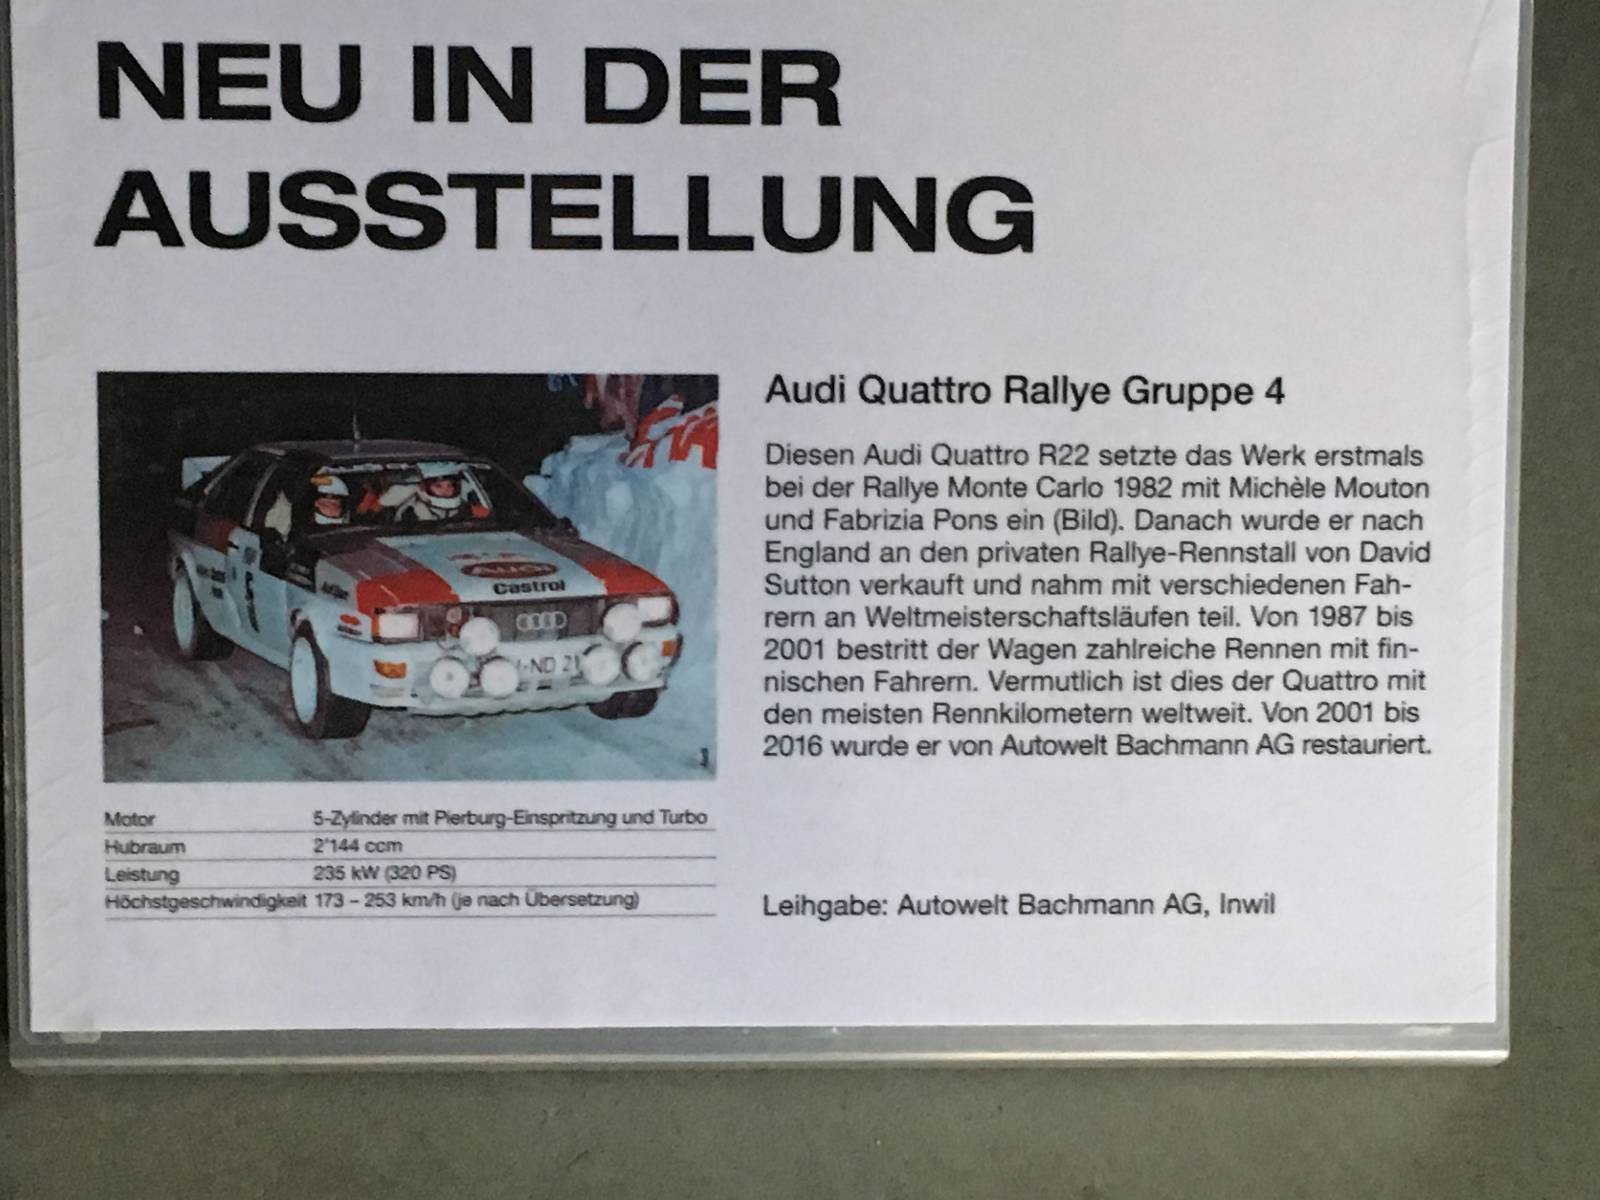 NEU IN DER
AUSSTELLUNG
Audi
Castrol
-ND 21
Motor 5-Zylinder mit Pierburg-Einspritzung und Turbo
Hubraum 2'144 ccm
Leistung 235 kW (320 PS)
Höchstgeschwindigkeit 173 – 253 km/h (je nach Übersetzung)
Audi Quattro Rallye Gruppe 4
Diesen Audi Quattro R22 setzte das Werk erstmals
bei der Rallye Monte Carlo 1982 mit Michèle Mouton
und Fabrizia Pons ein (Bild). Danach wurde er nach
England an den privaten Rallye-Rennstall von David
Sutton verkauft und nahm mit verschiedenen Fah-
rern an Weltmeisterschaftsläufen teil. Von 1987 bis
2001 bestritt der Wagen zahlreiche Rennen mit fin-
nischen Fahrern. Vermutlich ist dies der Quattro mit
den meisten Rennkilometern weltweit. Von 2001 bis
2016 wurde er von Autowelt Bachmann AG restauriert.
Leihgabe: Autowelt Bachmann AG, Inwil